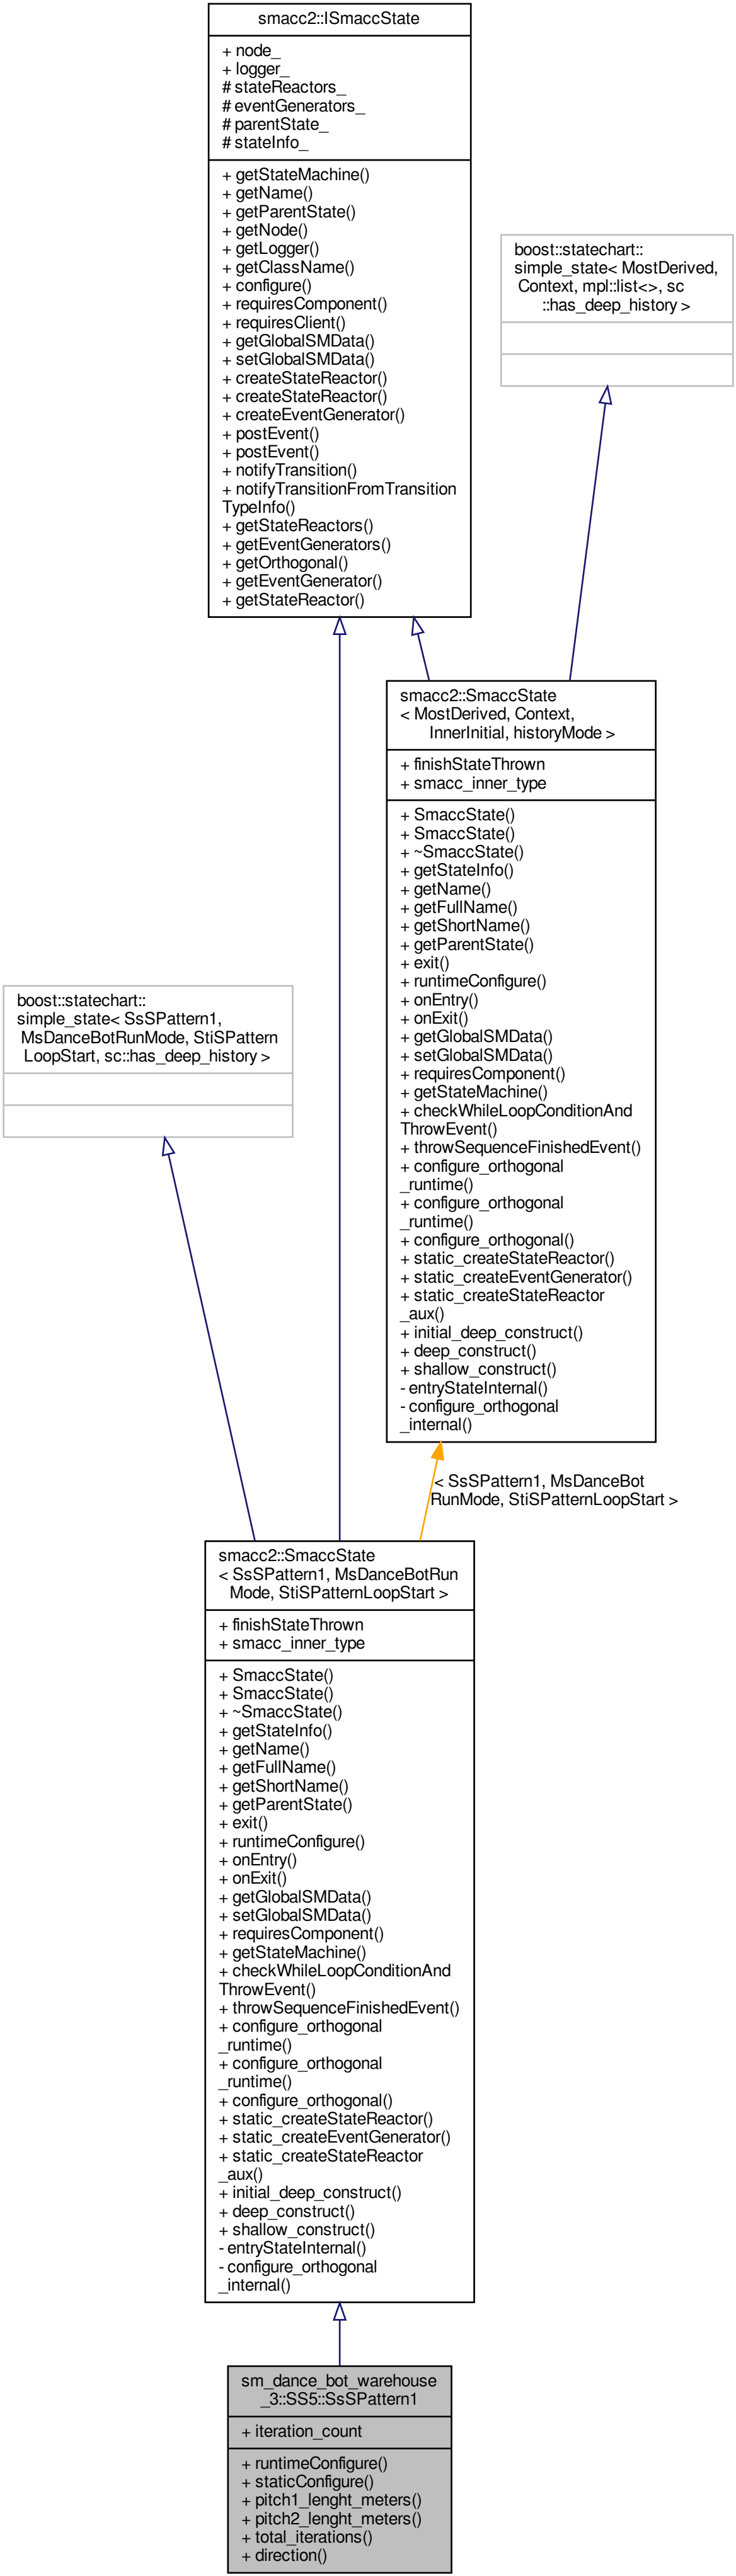 smacc2::ISmaccState
+ node_
+ logger_
# stateReactors_
# eventGenerators_
# parentState_
# stateInfo_
+ getStateMachine()
+ getName()
+ getParentState()
+ getNode()
+ getLogger()
+ getClassName()
+ configure()
+ requiresComponent()
+ requiresClient()
+ getGlobalSMData()
+ setGlobalSMData()
+ createStateReactor()
+ createStateReactor()
+ createEventGenerator()
+ postEvent()
+ postEvent()
+ notifyTransition()
+ notifyTransitionFromTransition
TypeInfo()
+ getStateReactors()
+ getEventGenerators()
+ getOrthogonal()
+ getEventGenerator()
+ getStateReactor()
boost::statechart::
simple_state< MostDerived,
Context, mpl::list<>, sc
::has_deep_history >
smacc2::SmaccState
< MostDerived, Context,
InnerInitial, historyMode >
+ finishStateThrown
+ smacc_inner_type
+ SmaccState()
+ SmaccState()
+ ~SmaccState()
+ getStateInfo()
+ getName()
+ getFullName()
+ getShortName()
+ getParentState()
+ exit()
+ runtimeConfigure()
+ onEntry()
+ onExit()
+ getGlobalSMData()
+ setGlobalSMData()
+ requiresComponent()
+ getStateMachine()
+ checkWhileLoopConditionAnd
ThrowEvent()
+ throwSequenceFinishedEvent()
+ configure_orthogonal
_runtime()
+ configure_orthogonal
_runtime()
+ configure_orthogonal()
+ static_createStateReactor()
+ static_createEventGenerator()
+ static_createStateReactor
_aux()
+ initial_deep_construct()
+ deep_construct()
+ shallow_construct()
- entryStateInternal()
- configure_orthogonal
_internal()
boost::statechart::
simple_state< SsSPattern1,
MsDanceBotRunMode, StiSPattern
LoopStart, sc::has_deep_history >
< SsSPattern1, MsDanceBot
RunMode, StiSPatternLoopStart >
smacc2::SmaccState
< SsSPattern1, MsDanceBotRun
Mode, StiSPatternLoopStart >
+ finishStateThrown
+ smacc_inner_type
+ SmaccState()
+ SmaccState()
+ ~SmaccState()
+ getStateInfo()
+ getName()
+ getFullName()
+ getShortName()
+ getParentState()
+ exit()
+ runtimeConfigure()
+ onEntry()
+ onExit()
+ getGlobalSMData()
+ setGlobalSMData()
+ requiresComponent()
+ getStateMachine()
+ checkWhileLoopConditionAnd
ThrowEvent()
+ throwSequenceFinishedEvent()
+ configure_orthogonal
_runtime()
+ configure_orthogonal
_runtime()
+ configure_orthogonal()
+ static_createStateReactor()
+ static_createEventGenerator()
+ static_createStateReactor
_aux()
+ initial_deep_construct()
+ deep_construct()
+ shallow_construct()
- entryStateInternal()
- configure_orthogonal
_internal()
sm_dance_bot_warehouse
_3::SS5::SsSPattern1
+ iteration_count
+ runtimeConfigure()
+ staticConfigure()
+ pitch1_lenght_meters()
+ pitch2_lenght_meters()
+ total_iterations()
+ direction()